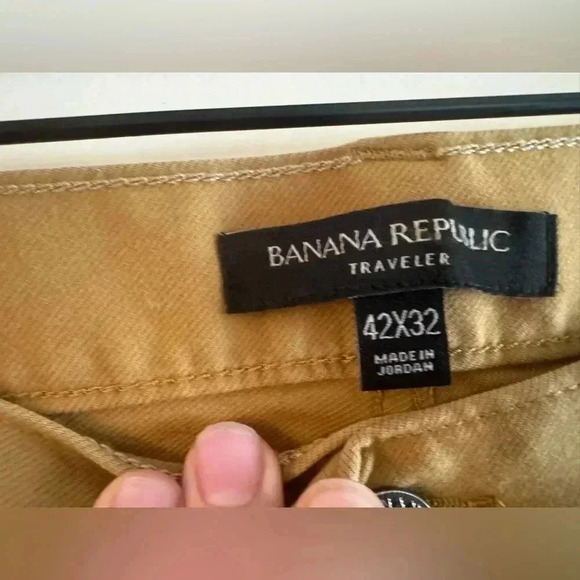 BANANA REPUBLIC
TRAVELER
42X32
MADE IN
JORDAN